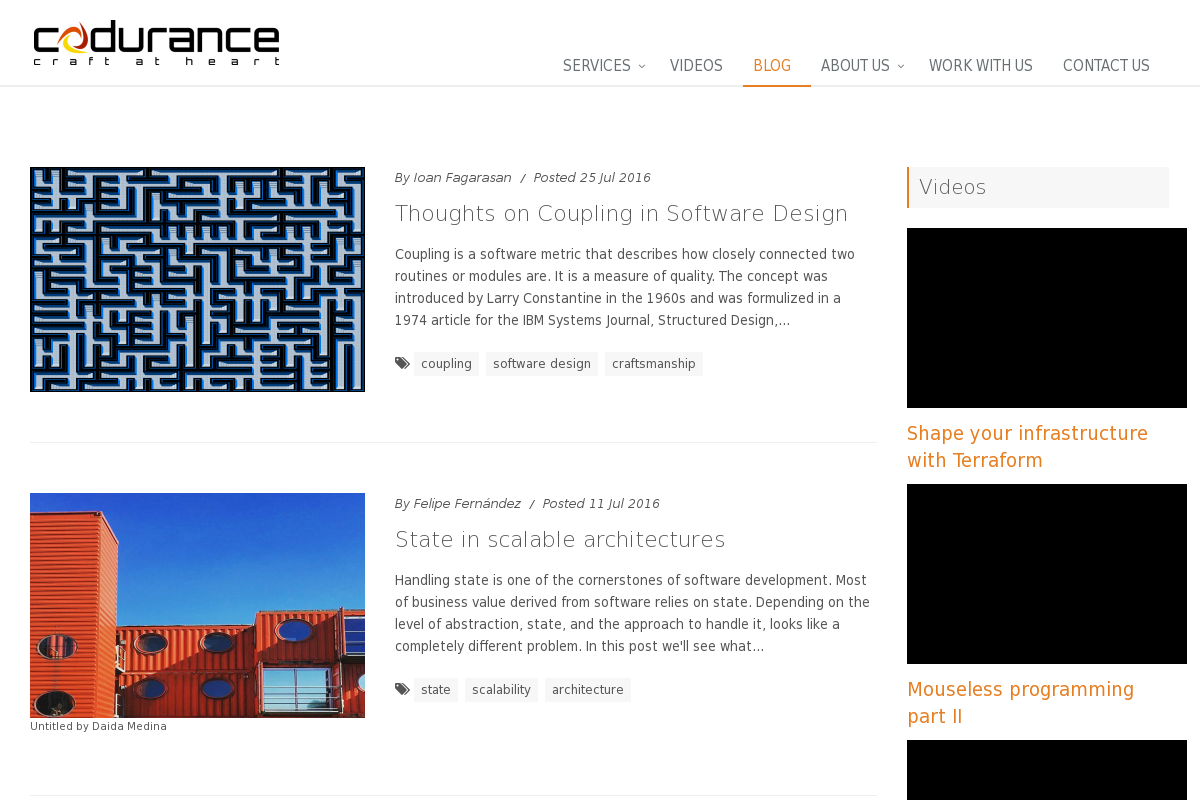 codurance
craft at heart
SERVICES VIDEOS BLOG ABOUT US WORK WITH US CONTACT US
By Ioan Fagarasan / Posted 25 Jul 2016
Thoughts on Coupling in Software Design
Coupling is a software metric that describes how closely connected two
routines or modules are. It is a measure of quality. The concept was
introduced by Larry Constantine in the 1960s and was formulized in a
1974 article for the IBM Systems Journal, Structured Design,...
coupling software design craftsmanship
By Felipe Fernández / Posted 11 Jul 2016
State in scalable architectures
Handling state is one of the cornerstones of software development. Most
of business value derived from software relies on state. Depending on the
level of abstraction, state, and the approach to handle it, looks like a
completely different problem. In this post we'll see what...
state scalability architecture
Untitled by Daida Medina
Videos
Shape your infrastructure
with Terraform
Mouseless programming
part II